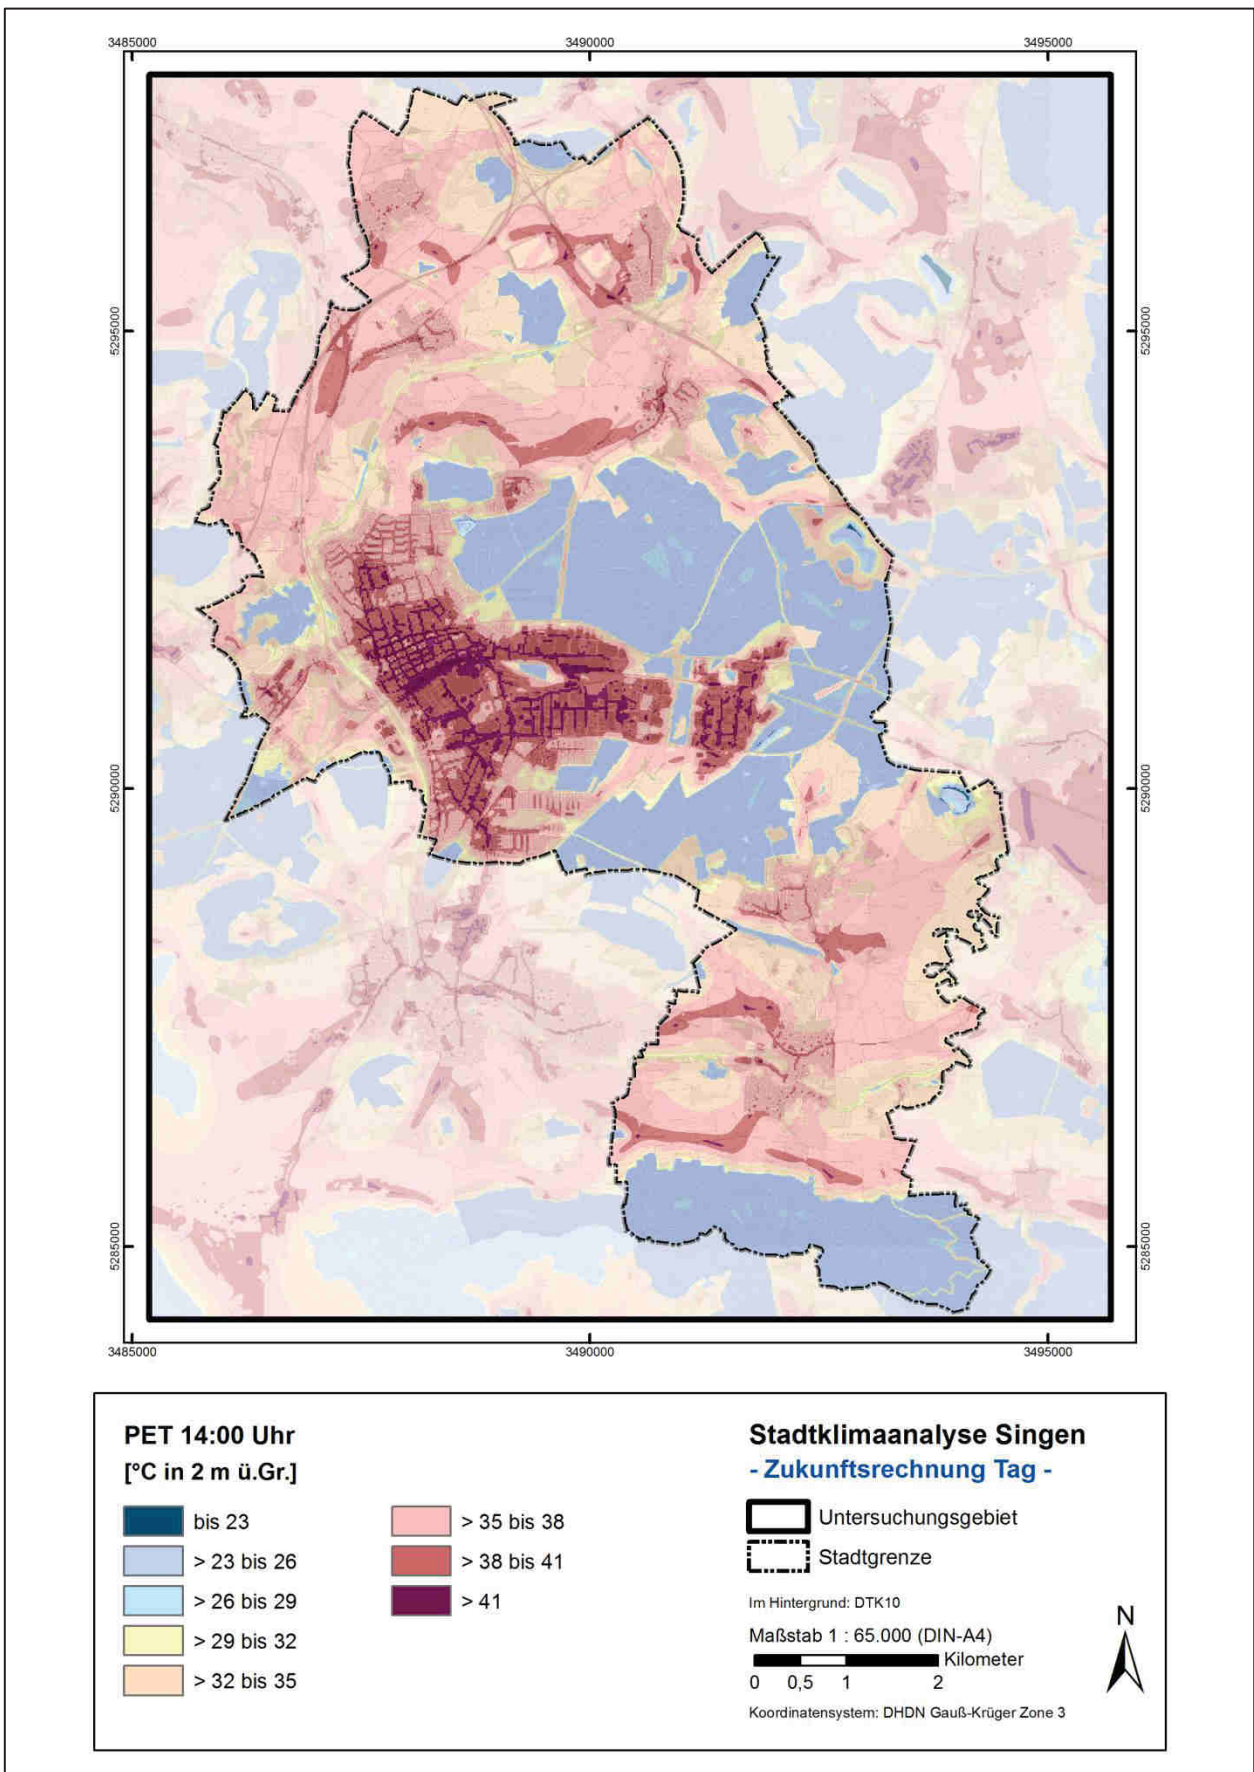 3485000
3490000
3495000
5295000
5295000
5290000
5290000
5285000
5285000
3485000
3490000
3495000
PET 14:00 Uhr
[°C in 2 m ü.Gr.]
bis 23
> 23 bis 26
> 26 bis 29
> 29 bis 32
> 32 bis 35
> 35 bis 38
> 38 bis 41
> 41
Stadtklimaanalyse Singen
- Zukunftsrechnung Tag -
Untersuchungsgebiet
Stadtgrenze
Im Hintergrund: DTK10
Maßstab 1 : 65.000 (DIN-A4)
Kilometer
0 0,5 1 2
Koordinatensystem: DHDN Gauß-Krüger Zone 3
N